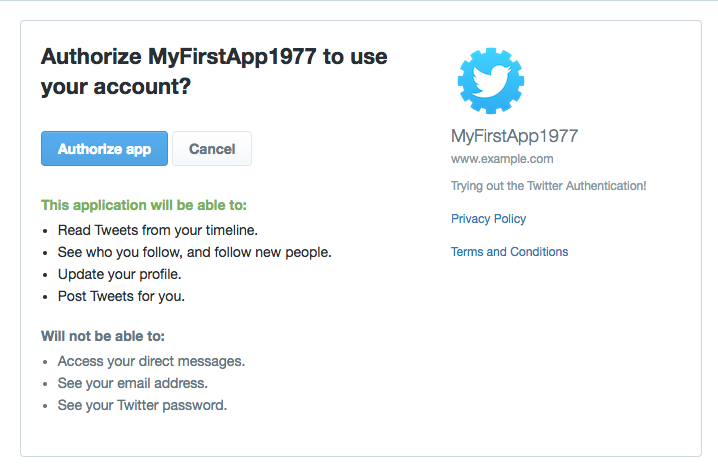 Authorize MyFirstApp1977 to use
your account?
Authorize app
Cancel
This application will be able to:
• Read Tweets from your timeline.
• See who you follow, and follow new people.
• Update your profile.
• Post Tweets for you.
Will not be able to:
• Access your direct messages.
• See your email address.
• See your Twitter password.
MyFirstApp1977
www.example.com
Trying out the Twitter Authentication!
Privacy Policy
Terms and Conditions